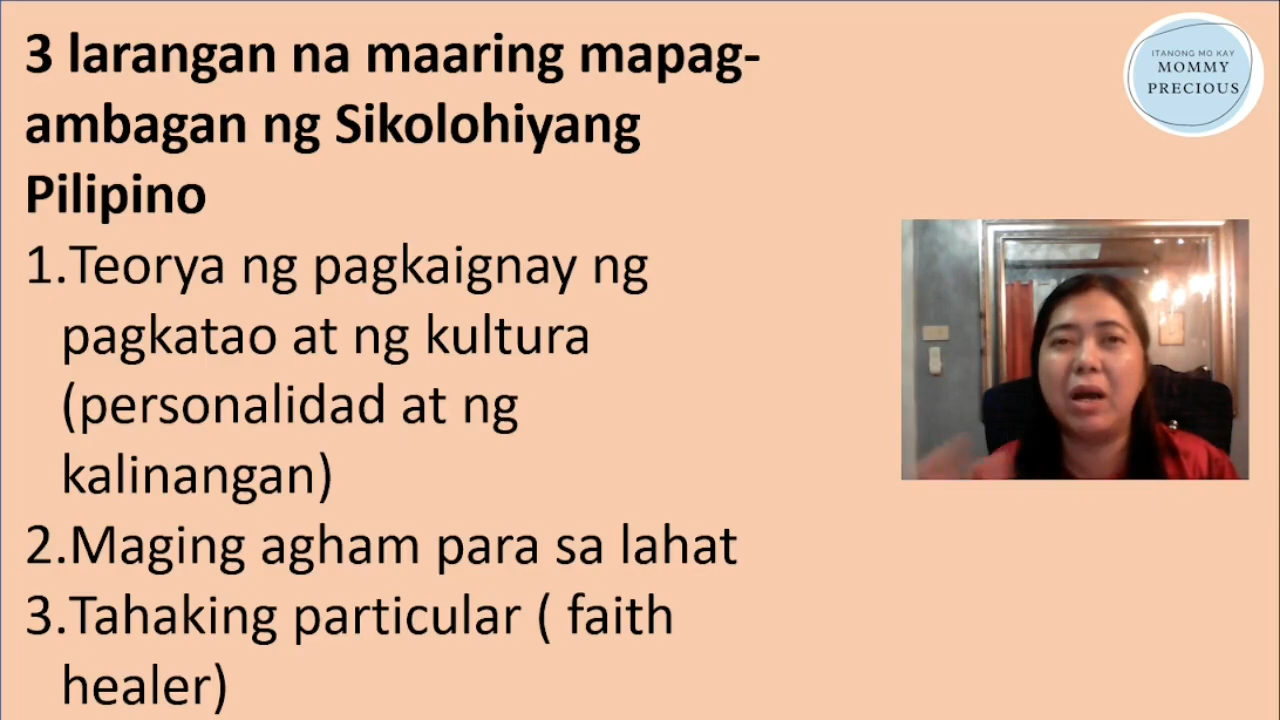 3 larangan na maaring mapag-
ambagan ng Sikolohiyang
Pilipino
1.Teorya ng pagkaignay ng
pagkatao at ng kultura
(personalidad at ng
kalinangan)
2.Maging agham para sa lahat
3.Tahaking particular ( faith
healer)
ITANONG MO KAY
MOMMY
PRECIOUS